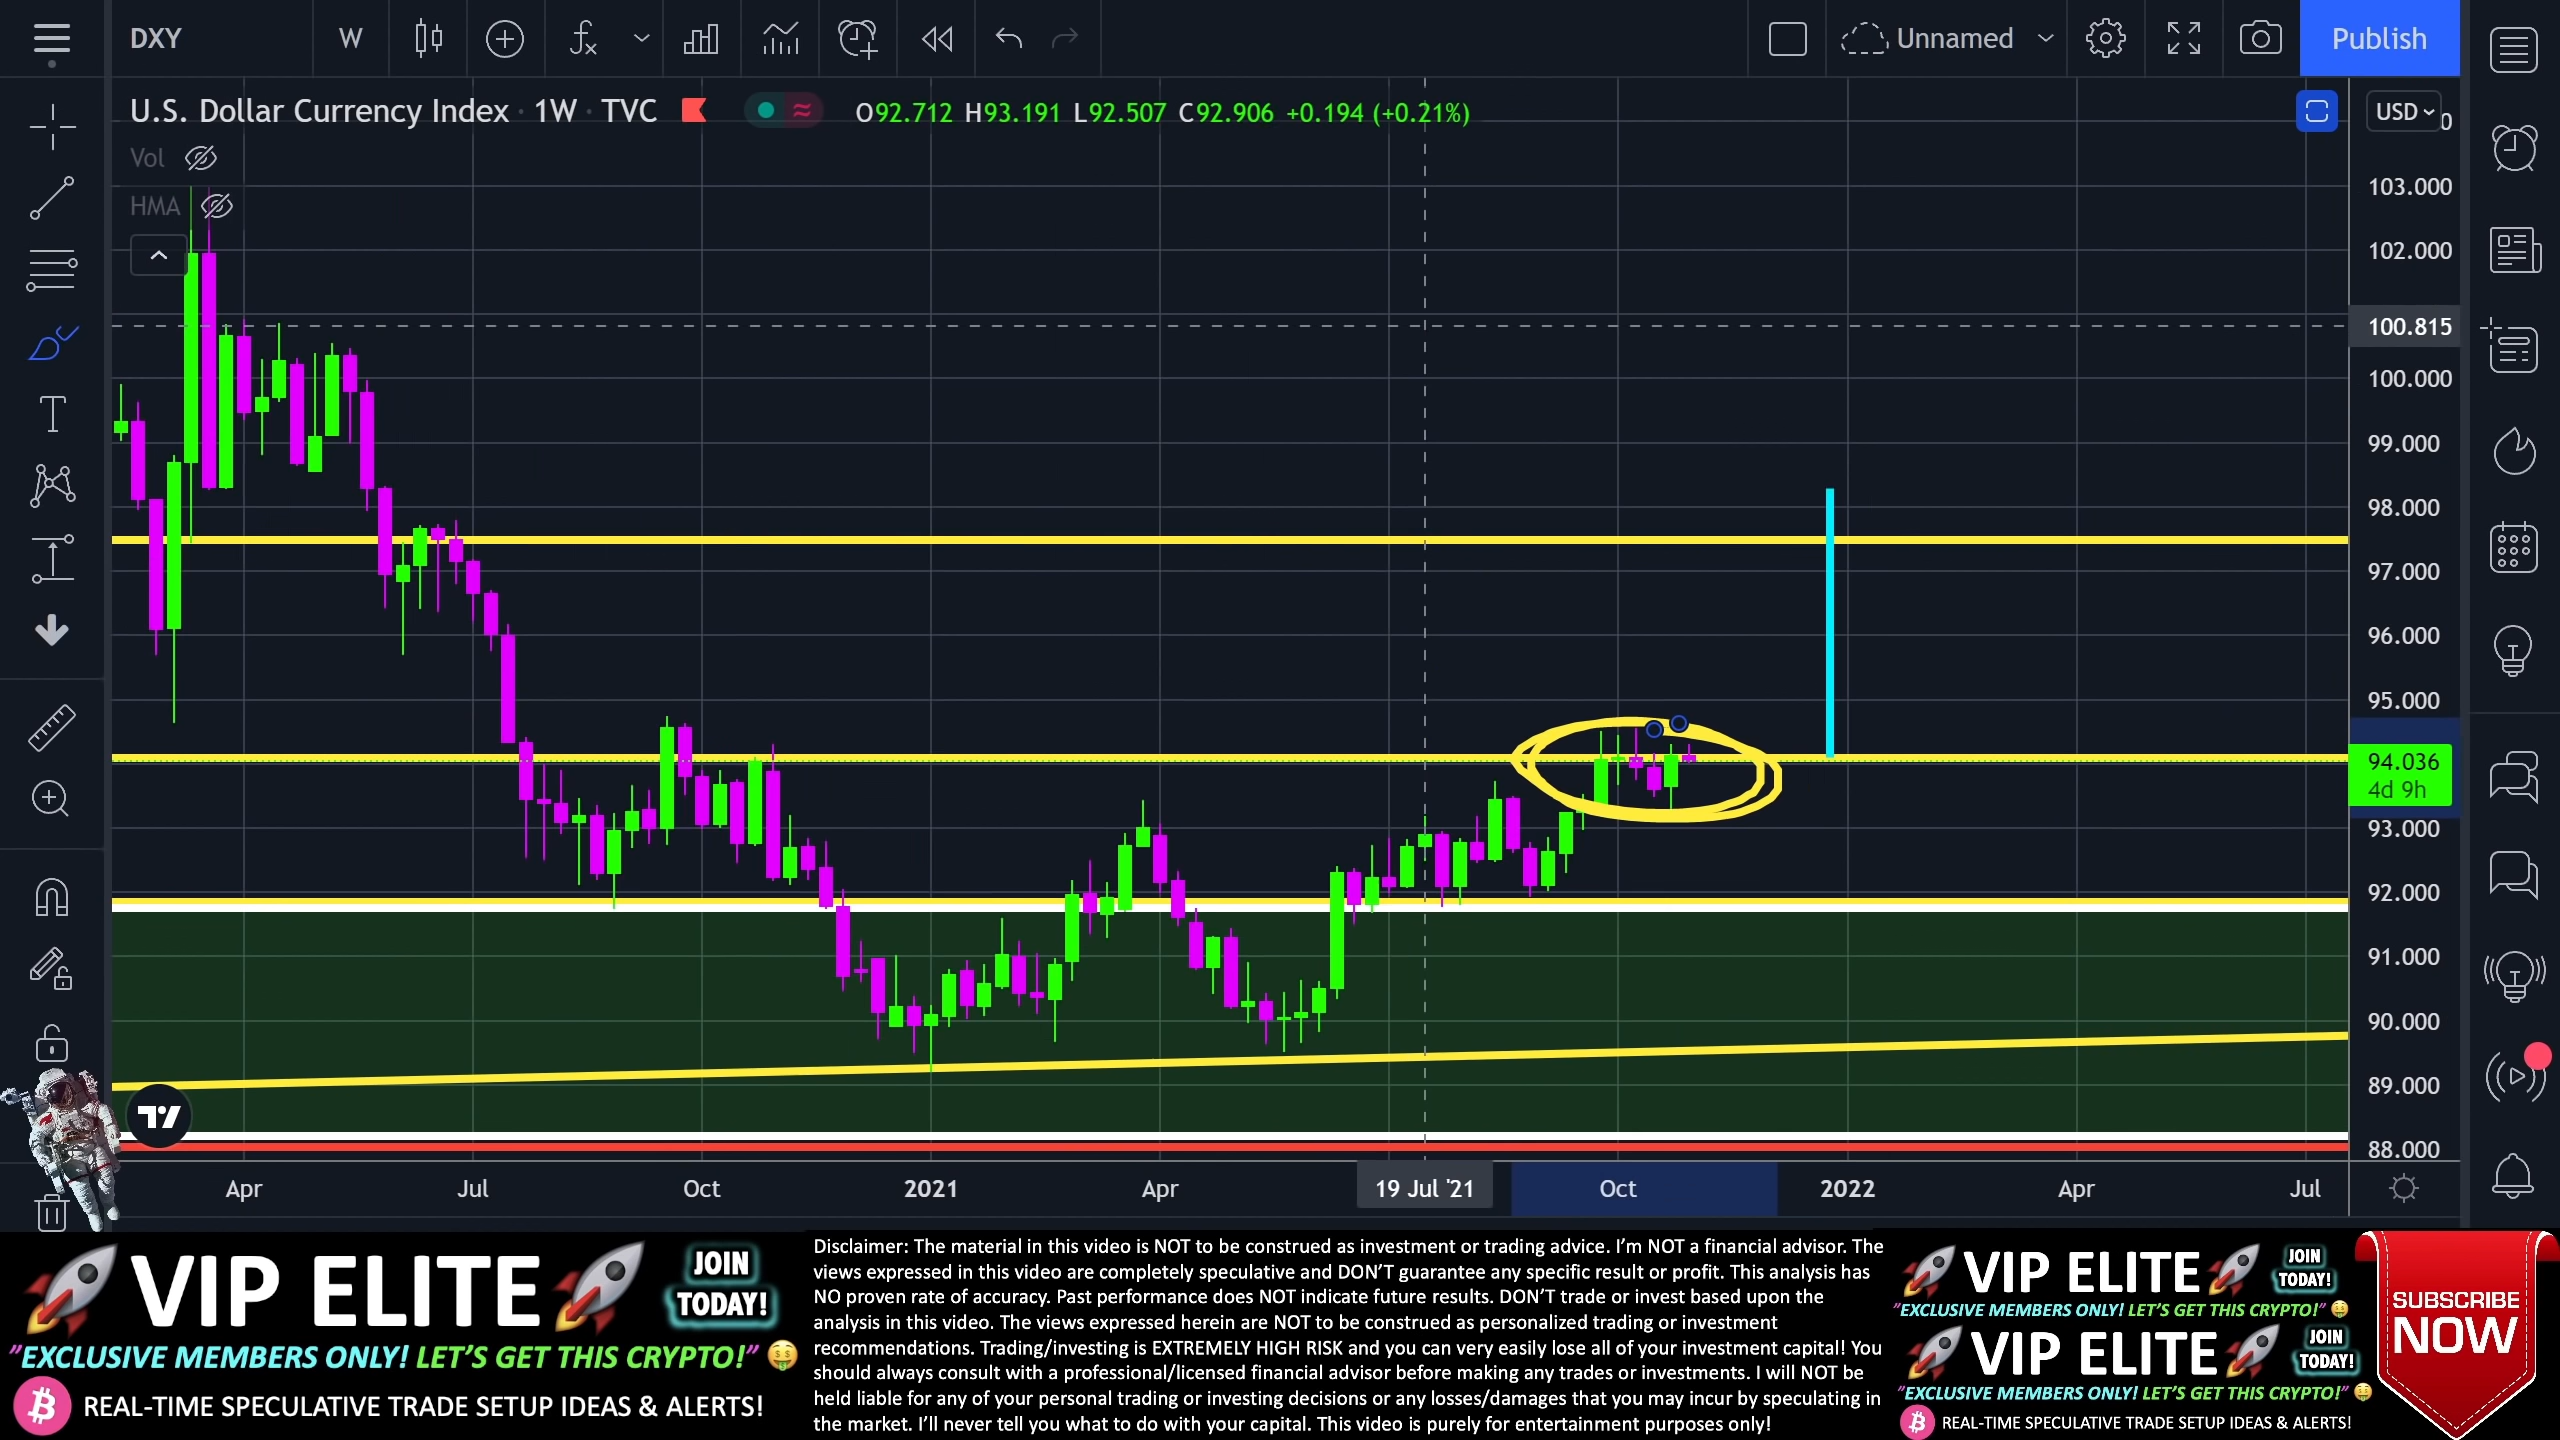 DXY
W
Unnamed
Publish
U.S. Dollar Currency Index · 1W · TVC
O92.712 H93.191 L92.507 C92.906 +0.194 (+0.21%)
USD
0
Vol
HMA
103.000
102.000
100.815
100.000
99.000
98.000
97.000
96.000
95.000
94.036
4d 9h
93.000
92.000
91.000
90.000
89.000
88.000
Apr
Jul
Oct
2021
Apr
19 Jul '21
Oct
2022
Apr
Jul
VIP ELITE
JOIN
TODAY!
"EXCLUSIVE MEMBERS ONLY! LET'S GET THIS CRYPTO!"
REAL-TIME SPECULATIVE TRADE SETUP IDEAS & ALERTS!
Disclaimer: The material in this video is NOT to be construed as investment or trading advice. I'm NOT a financial advisor. The
views expressed in this video are completely speculative and DON'T guarantee any specific result or profit. This analysis has
NO proven rate of accuracy. Past performance does NOT indicate future results. DON'T trade or invest based upon the
analysis in this video. The views expressed herein are NOT to be construed as personalized trading or investment
recommendations. Trading/investing is EXTREMELY HIGH RISK and you can very easily lose all of your investment capital! You
should always consult with a professional/licensed financial advisor before making any trades or investments. I will NOT be
held liable for any of your personal trading or investing decisions or any losses/damages that you may incur by speculating in
the market. I'll never tell you what to do with your capital. This video is purely for entertainment purposes only!
VIP ELITE
JOIN
TODAY!
"EXCLUSIVE MEMBERS ONLY! LET'S GET THIS CRYPTO!"
VIP ELITE
JOIN
TODAY!
"EXCLUSIVE MEMBERS ONLY! LET'S GET THIS CRYPTO!"
REAL-TIME SPECULATIVE TRADE SETUP IDEAS & ALERTS!
SUBSCRIBE
NOW